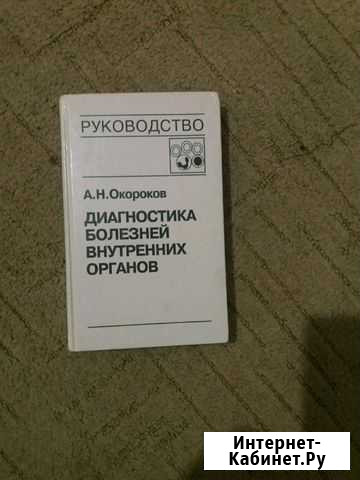 РУКОВОДСТВО
А.Н.Окороков
ДИАГНОСТИКА
БОЛЕЗНЕЙ
ВНУТРЕННИХ
ОРГАНОВ
Интернет-
Кабинет.Ру